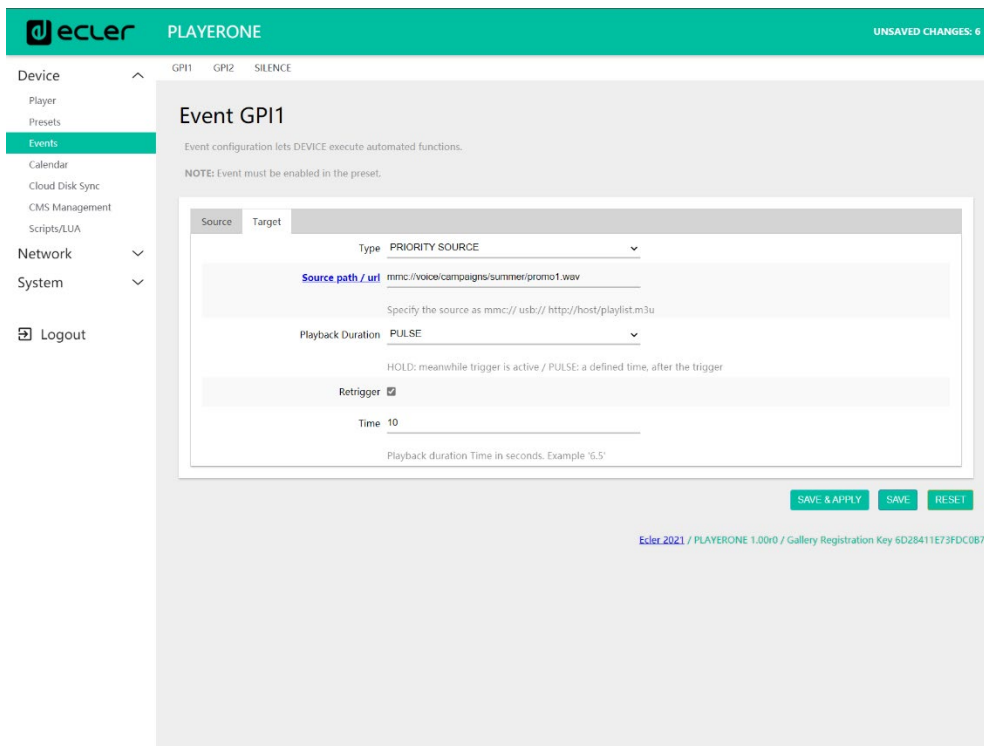 ecler PLAYERONE UNSAVED CHANGES: 6
Device
Player
Presets
Events
Calendar
Cloud Disk Sync
CMS Management
Scripts/LUA
Network
System
Logout
GPI1 GPI2 SILENCE
Event GPI1
Event configuration lets DEVICE execute automated functions.
NOTE: Event must be enabled in the preset.
Source Target
Type PRIORITY SOURCE
Source path / url mmc://voice/campaigns/summer/promo1.wav
Specify the source as mmc:// usb:// http://host/playlist.m3u
Playback Duration PULSE
HOLD: meanwhile trigger is active / PULSE: a defined time, after the trigger
Retrigger
Time 10
Playback duration Time in seconds. Example '6.5'
SAVE & APPLY SAVE RESET
Ecler 2021 / PLAYERONE 1.00r0 / Gallery Registration Key 6D28411E73FDC0B7